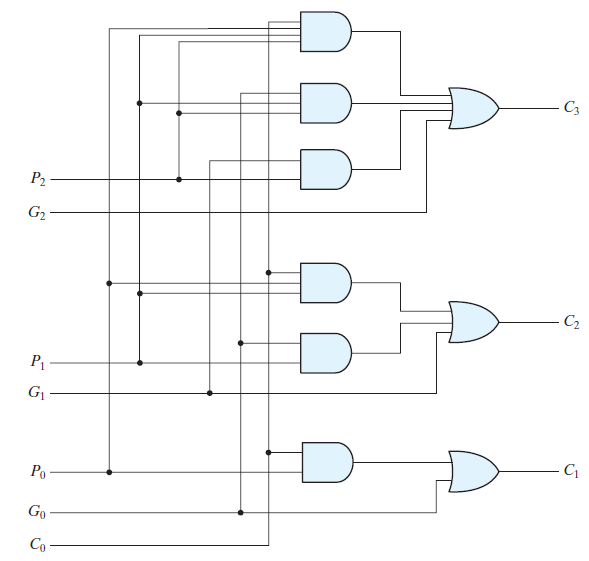 C₃
P₂
G₂
C₂
P₁
G₁
P₀
C₁
G₀
C₀